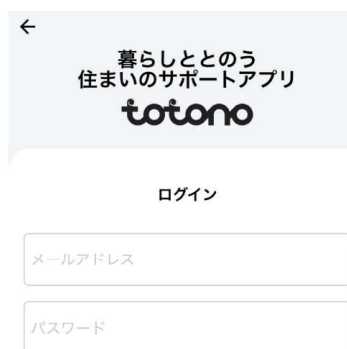 ←
暮らしととのう
住まいのサポートアプリ
totono
ログイン
メールアドレス
パスワード